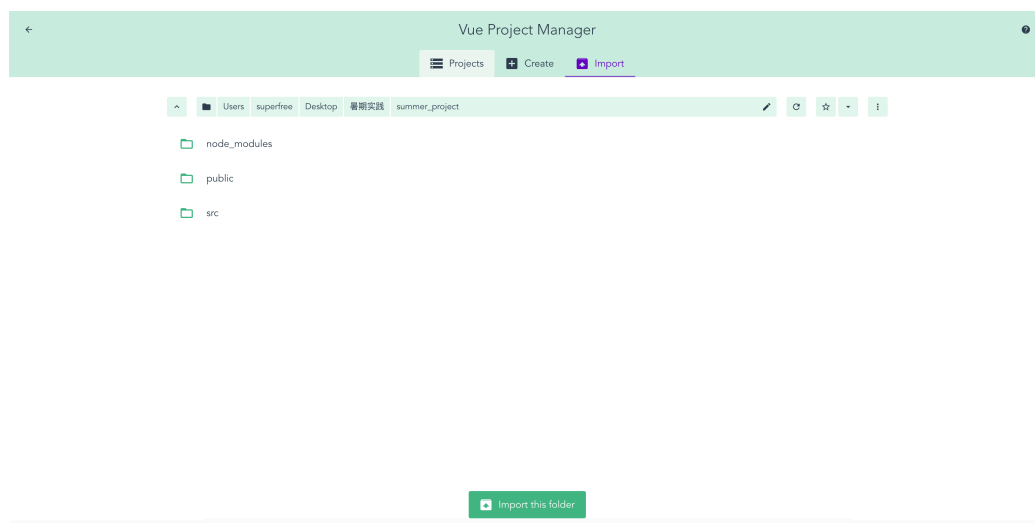 Vue Project Manager
Projects Create Import
Users superfree Desktop 暑期实践 summer_project
node_modules
public
src
Import this folder